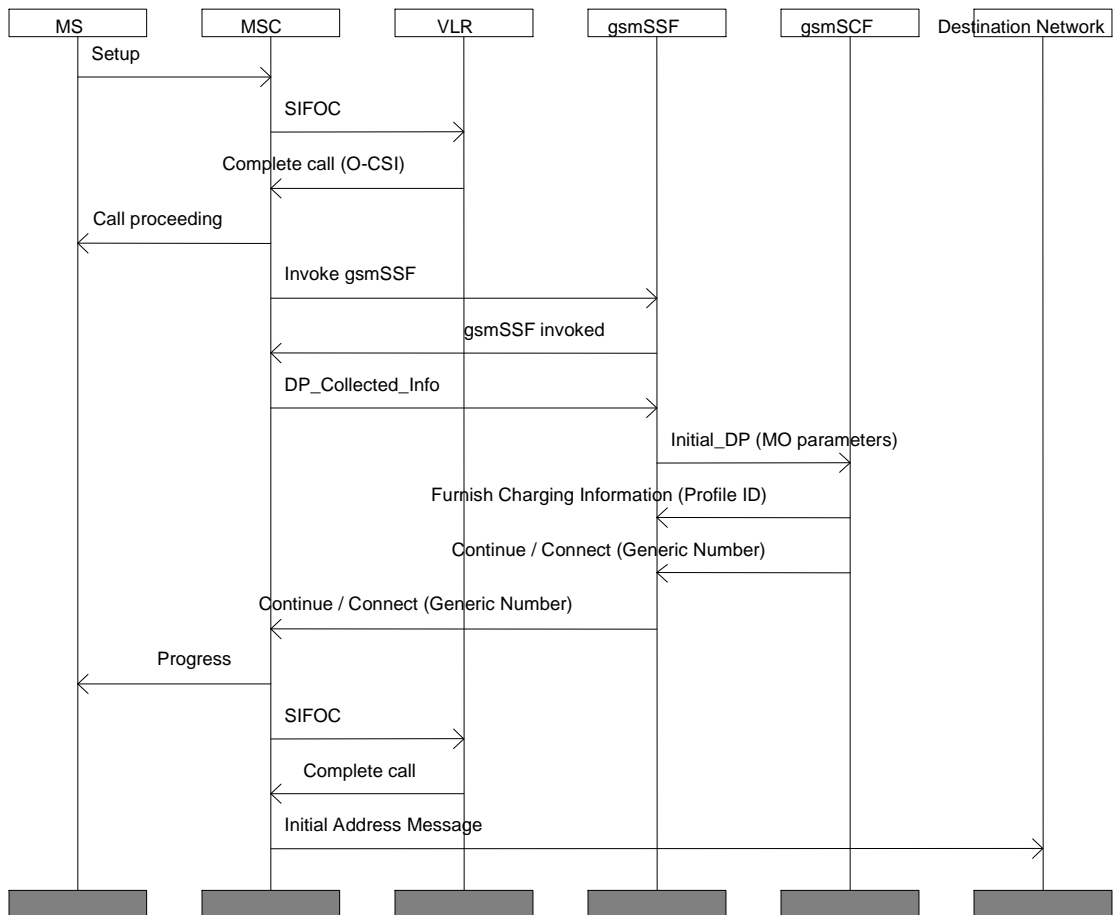 MS MSC VLR gsmSSF gsmSCF Destination Network
Setup
SIFOC
Complete call (O-CSI)
Call proceeding
Invoke gsmSSF
gsmSSF invoked
DP_Collected_Info
Initial_DP (MO parameters)
Furnish Charging Information (Profile ID)
Continue / Connect (Generic Number)
Continue / Connect (Generic Number)
Progress
SIFOC
Complete call
Initial Address Message